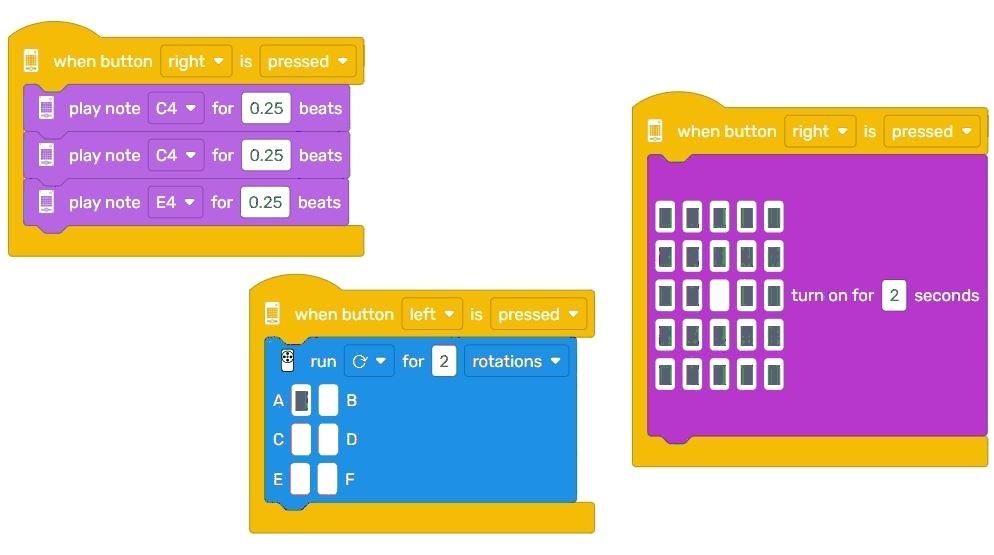 when button right is pressed
play note C4 for 0.25 beats
play note C4 for 0.25 beats
play note E4 for 0.25 beats
when button left is pressed
run for 2 rotations
A B
C D
E F
when button right is pressed
turn on for 2 seconds